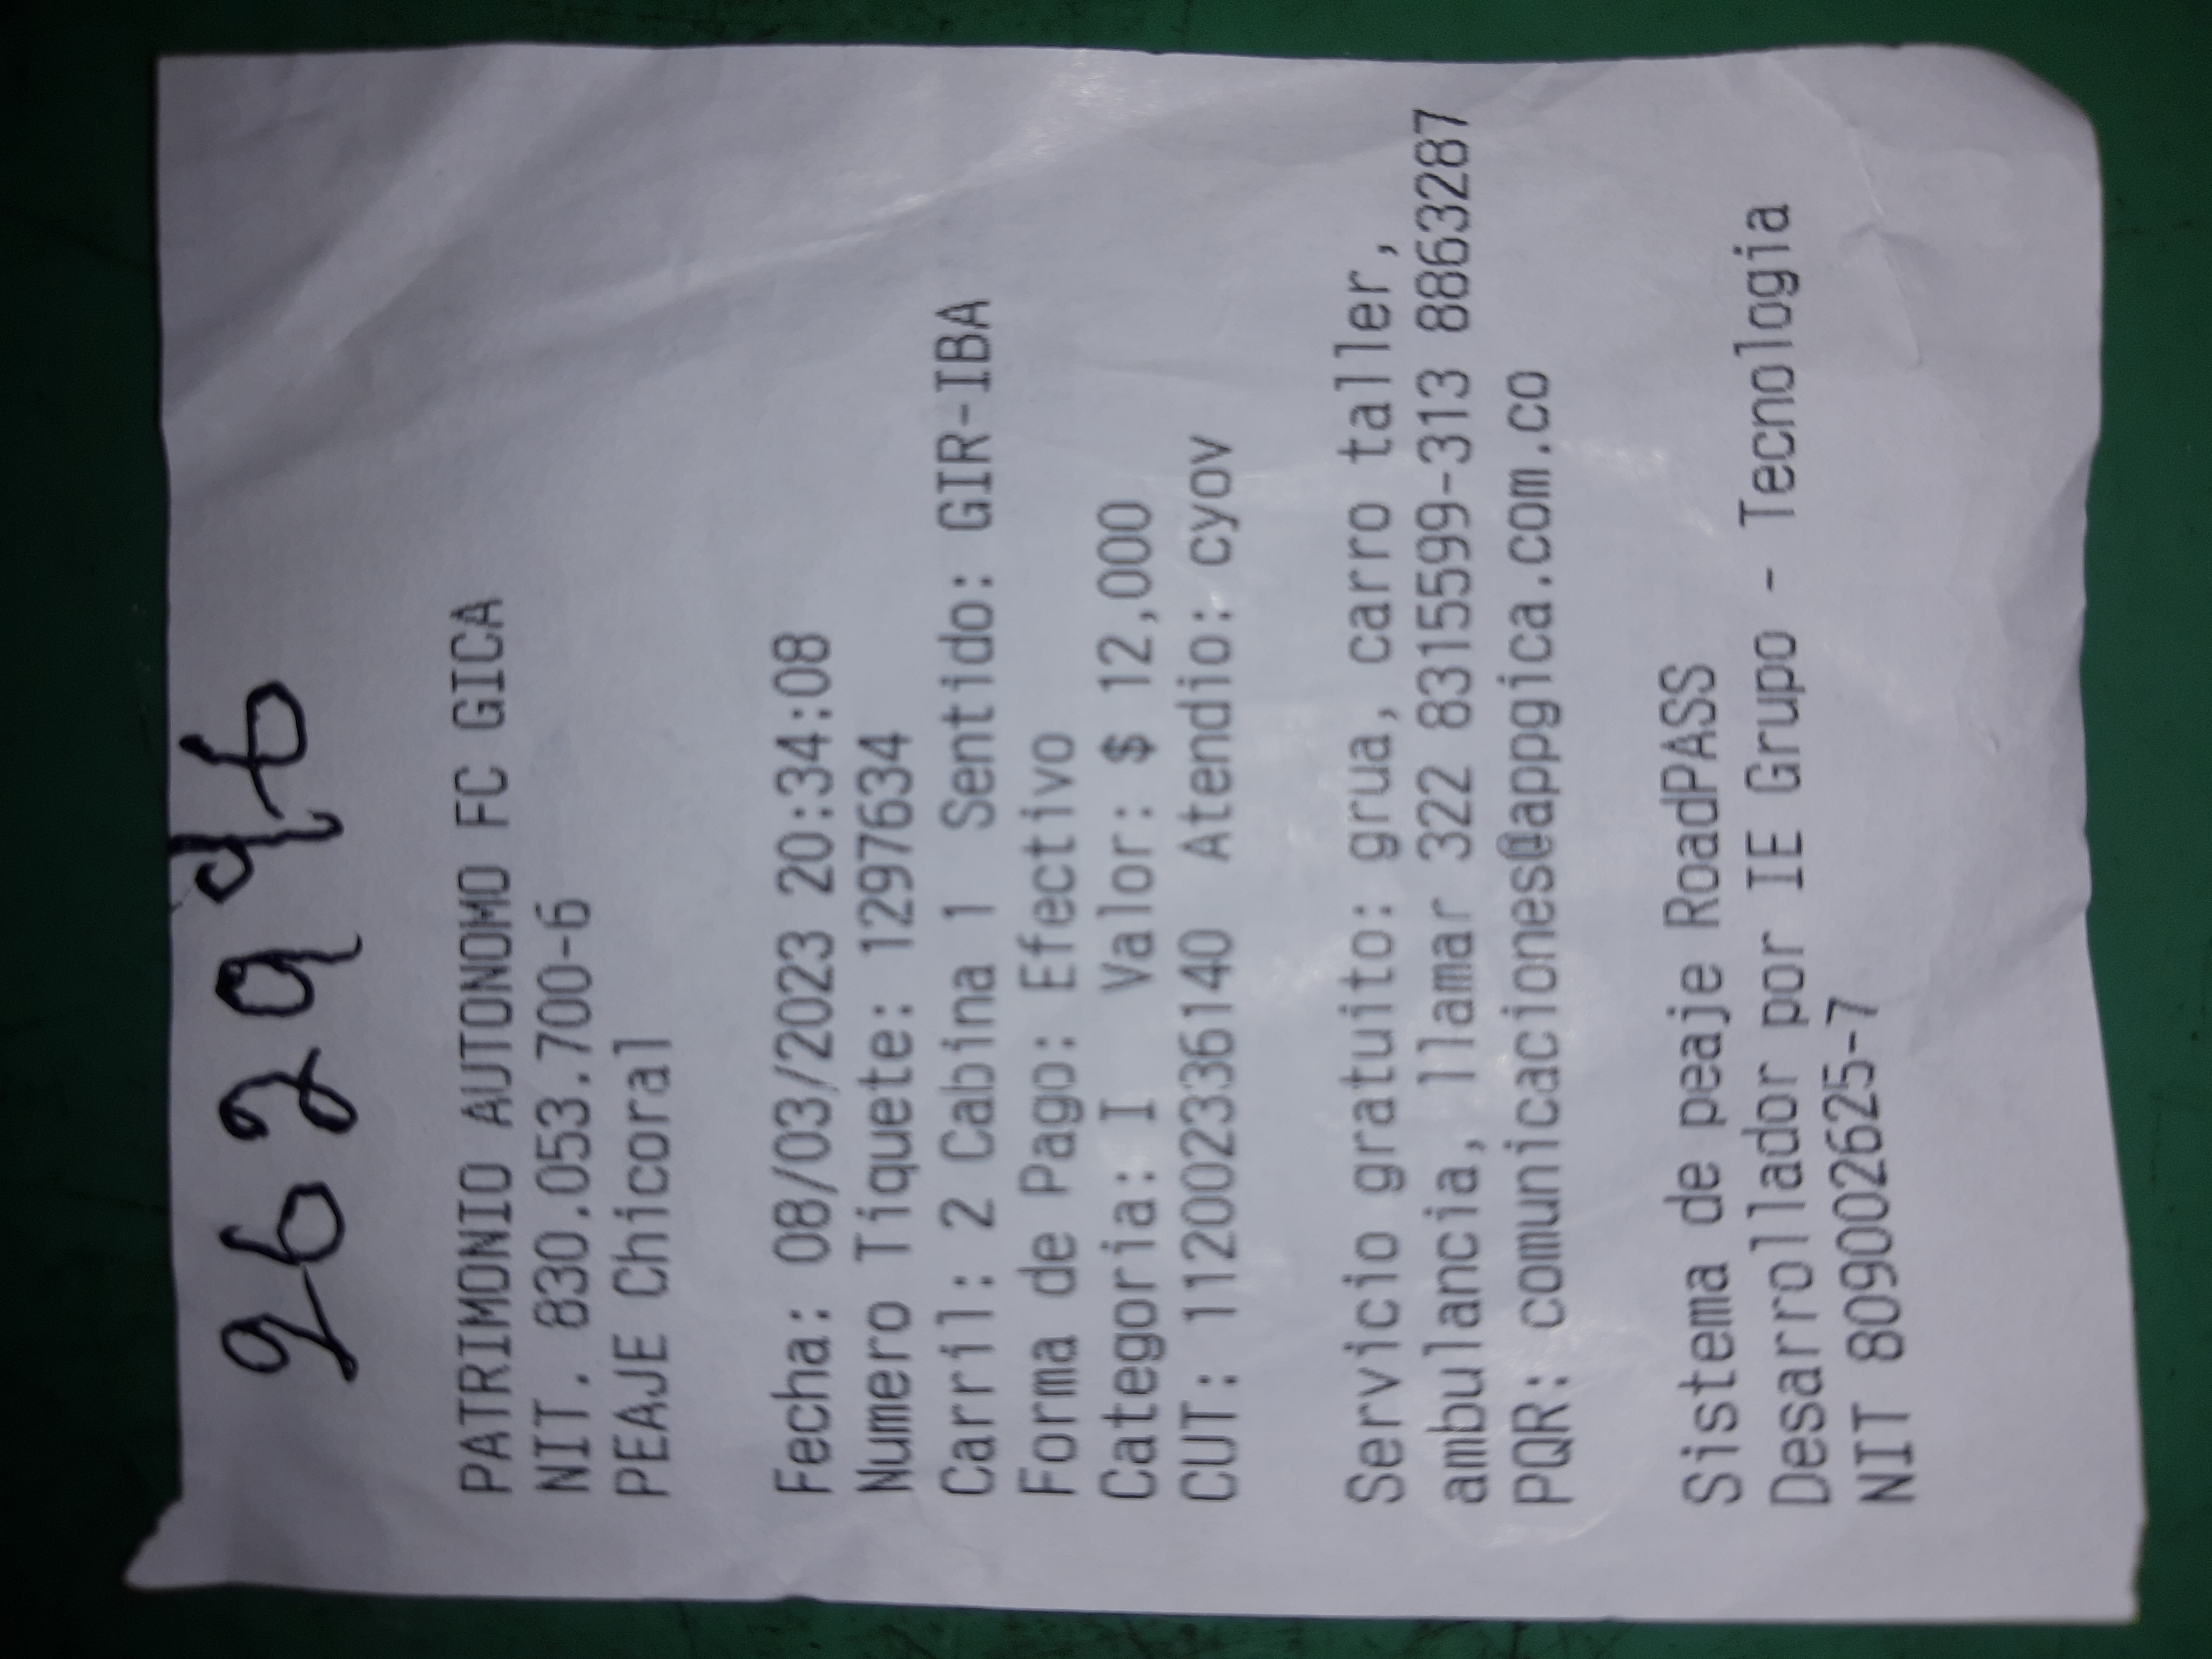 262996
PATRIMONIO AUTONOMO FC GICA
NIT. 830.053.700-6
PEAJE Chicoral
Fecha: 08/03/2023 20:34:08
Numero Tiquete: 1297634
Carril: 2 Cabina 1 Sentido: GIR-IBA
Forma de Pago: Efectivo
Categoria: I Valor: $ 12,000
CUT: 112002336140 Atendio: cyov
Servicio gratuito: grua, carro taller,
ambulancia, llamar 322 8315599-313 8863287
PQR: comunicaciones@appgica.com.co
Sistema de peaje RoadPASS
Desarrollador por IE Grupo - Tecnologia
NIT 809002625-7